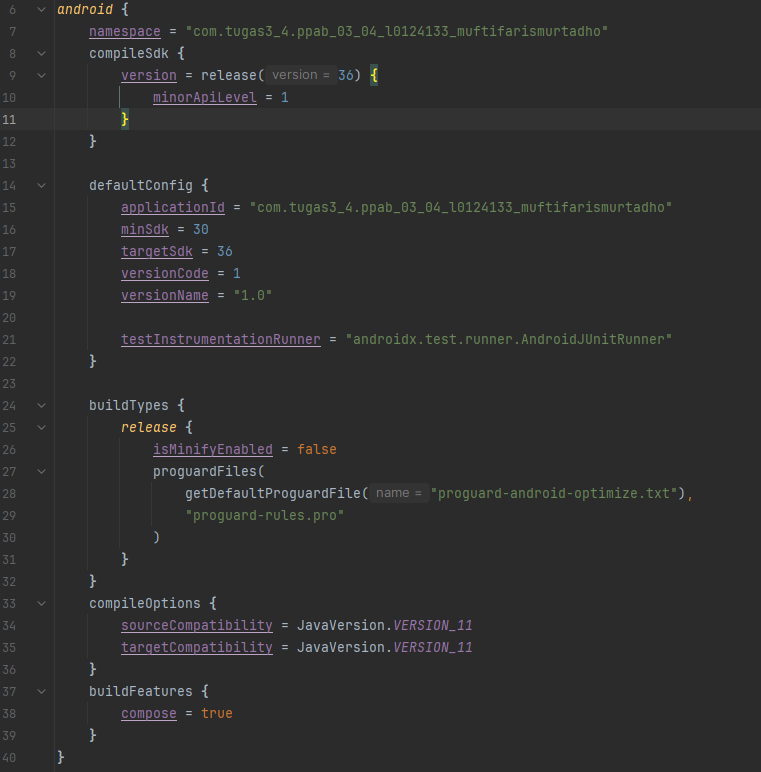 6 android {
7 namespace = "com.tugas3_4.ppab_03_04_l0124133_muftifarismurtadho"
8 compileSdk {
9 version = release( version = 36) {
10 minorApiLevel = 1
11 }
12 }
13
14 defaultConfig {
15 applicationId = "com.tugas3_4.ppab_03_04_l0124133_muftifarismurtadho"
16 minSdk = 30
17 targetSdk = 36
18 versionCode = 1
19 versionName = "1.0"
20
21 testInstrumentationRunner = "androidx.test.runner.AndroidJUnitRunner"
22 }
23
24 buildTypes {
25 release {
26 isMinifyEnabled = false
27 proguardFiles(
28 getDefaultProguardFile( name = "proguard-android-optimize.txt"),
29 "proguard-rules.pro"
30 )
31 }
32 }
33 compileOptions {
34 sourceCompatibility = JavaVersion.VERSION_11
35 targetCompatibility = JavaVersion.VERSION_11
36 }
37 buildFeatures {
38 compose = true
39 }
40 }